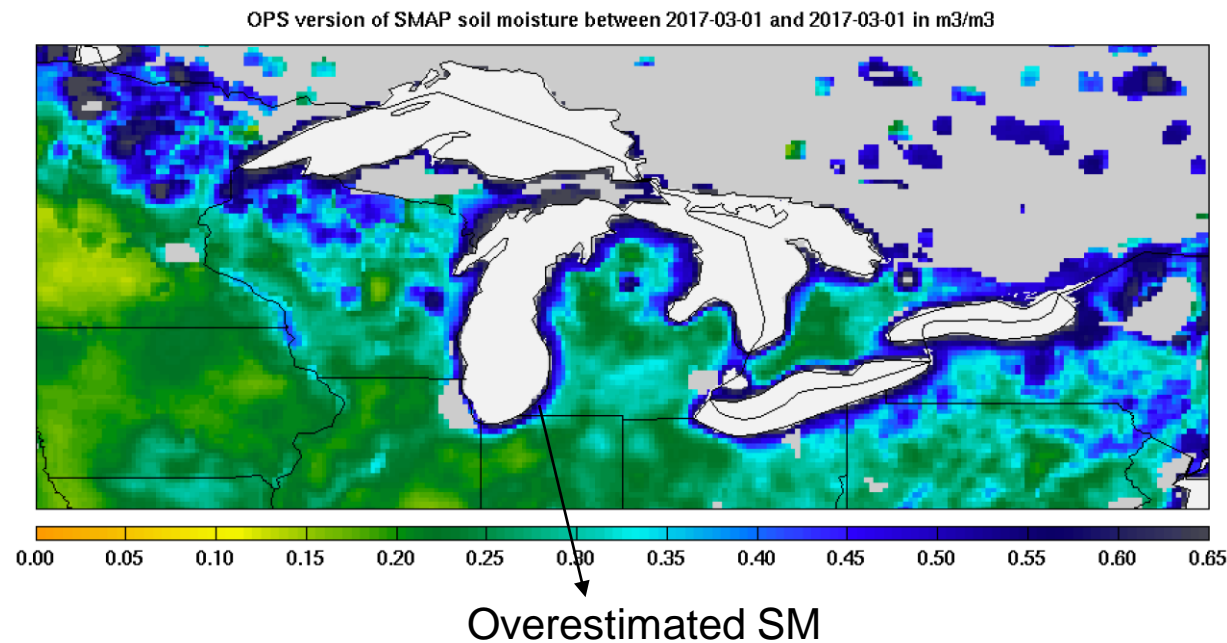 OPS version of SMAP soil moisture between 2017-03-01 and 2017-03-01 in m3/m3
0.00 0.05 0.10 0.15 0.20 0.25 0.30 0.35 0.40 0.45 0.50 0.55 0.60 0.65
Overestimated SM